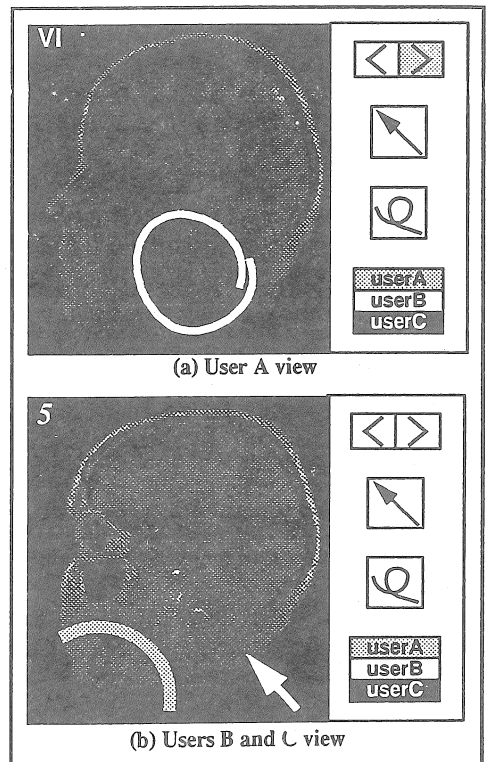 VI
userA
userB
userC
(a) User A view
5
userA
userB
userC
(b) Users B and C view